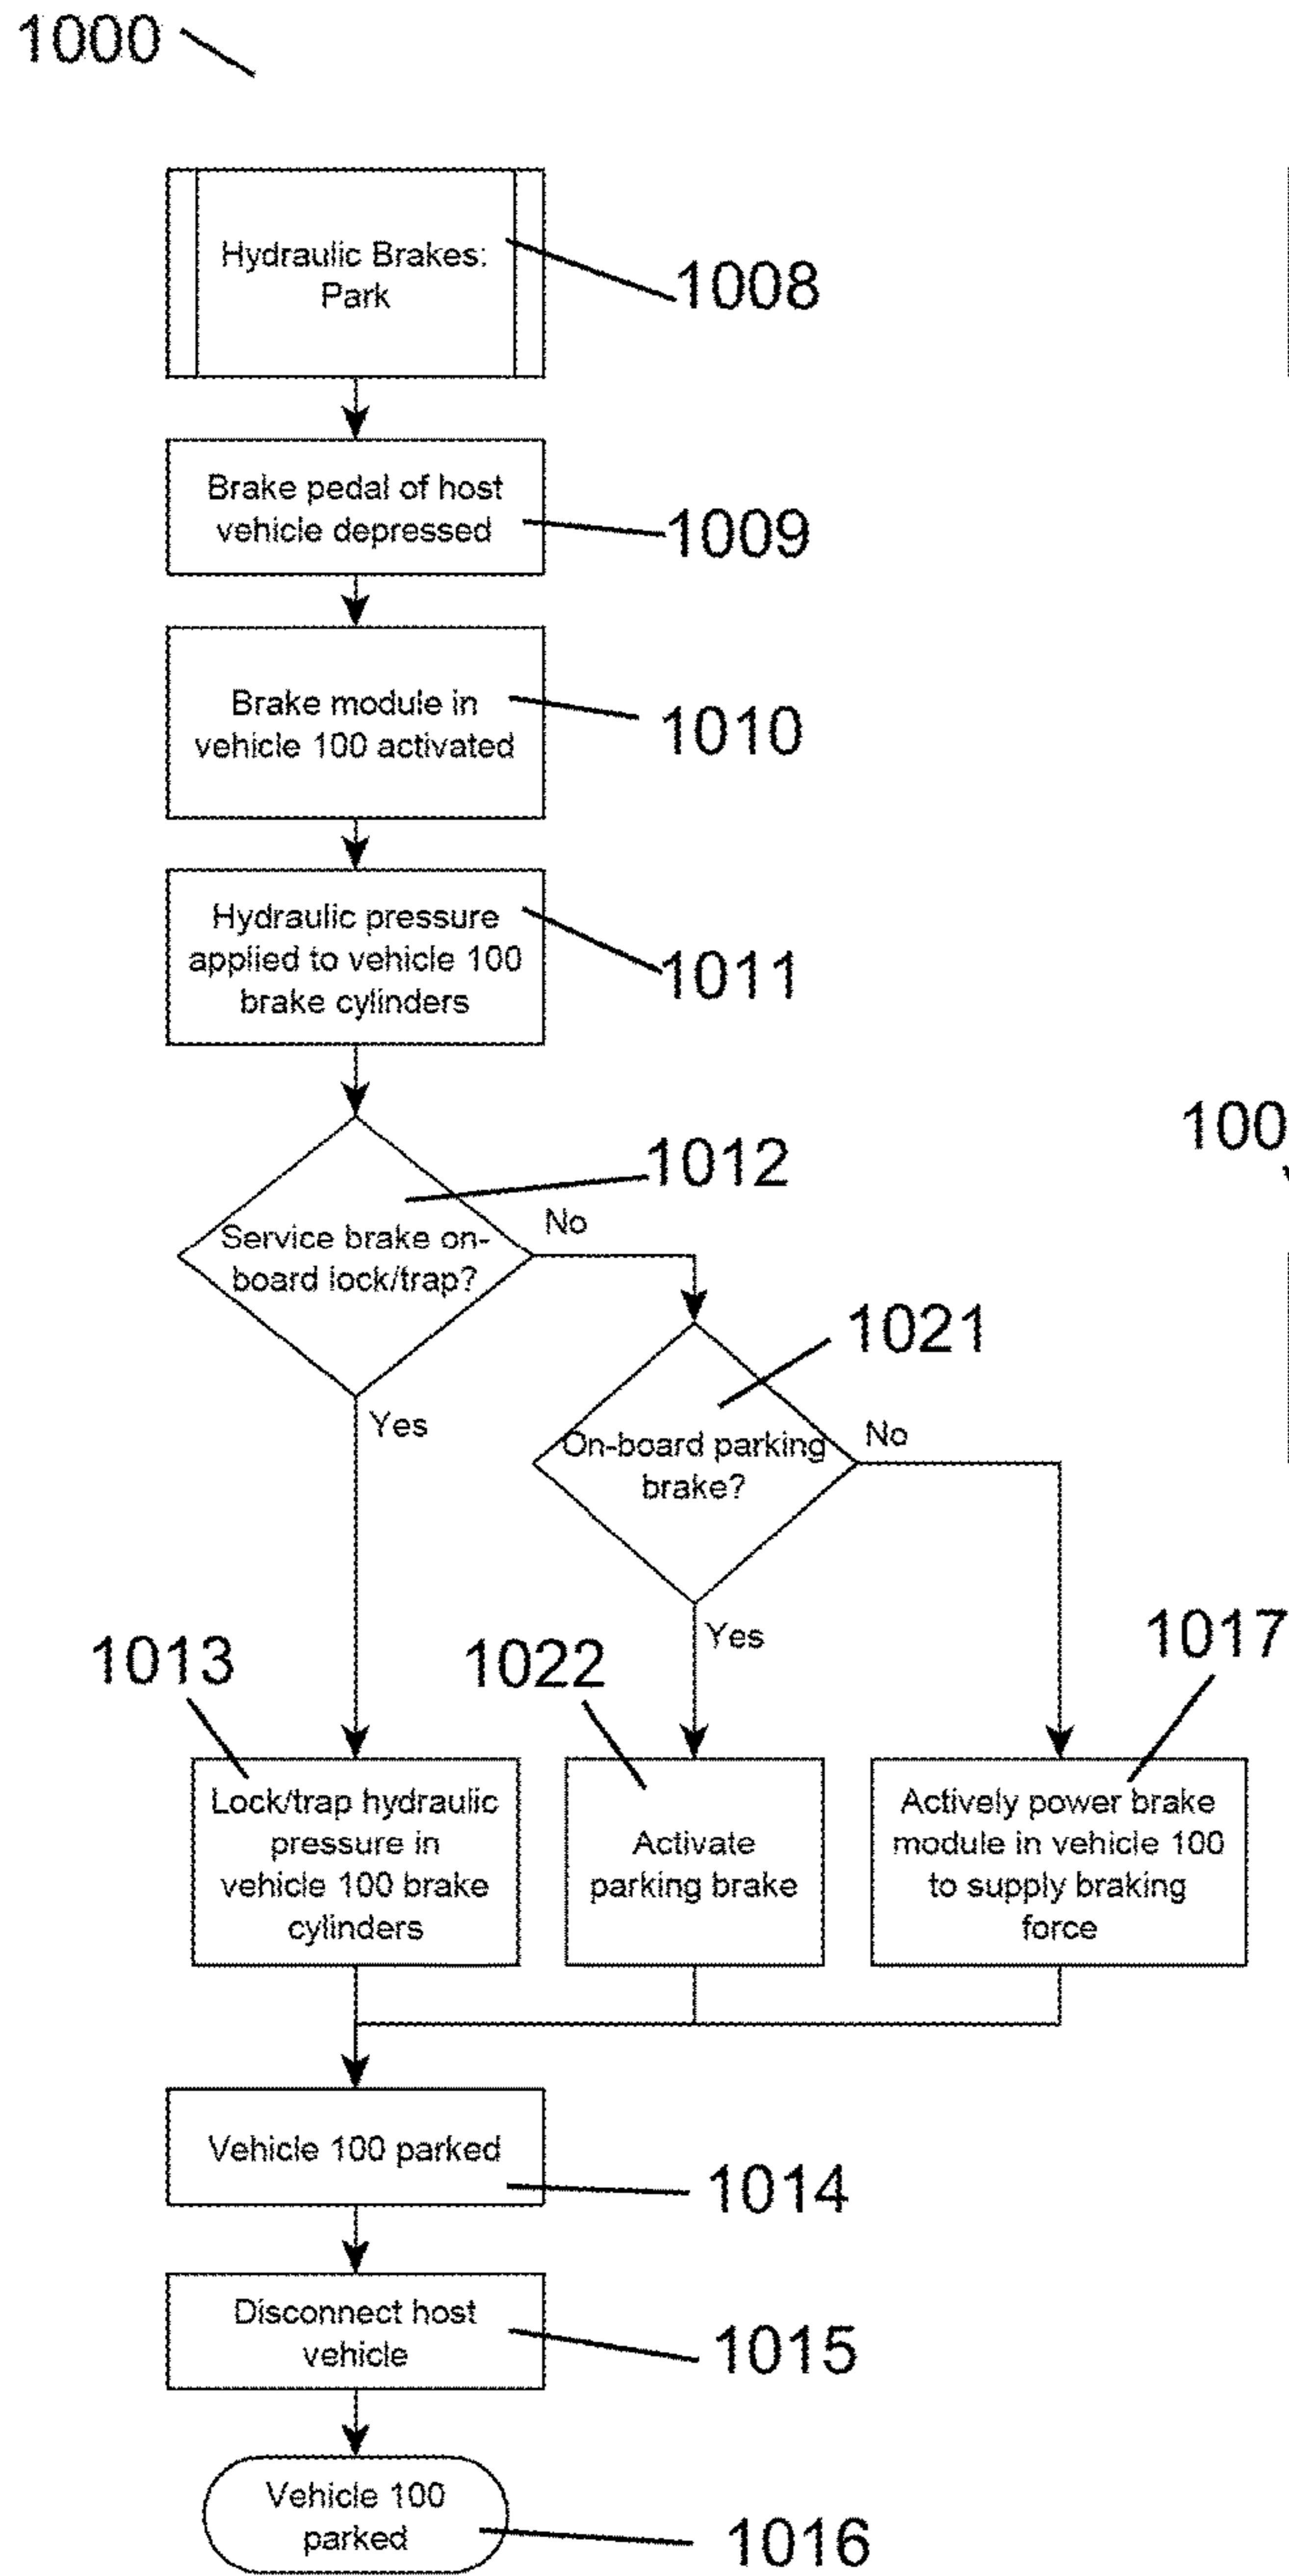 1000
Hydraulic Brakes:
Park
1008
Brake pedal of host
vehicle depressed
1009
Brake module in
vehicle 100 activated
1010
Hydraulic pressure
applied to vehicle 100
brake cylinders
1011
100
1012
Service brake on-
board lock/trap?
No
Yes
1021
On-board parking
brake?
No
Yes
1013
1022
1017
Lock/trap hydraulic
pressure in
vehicle 100 brake
cylinders
Activate
parking brake
Actively power brake
module in vehicle 100
to supply braking
force
Vehicle 100 parked
1014
Disconnect host
vehicle
1015
Vehicle 100
parked
1016